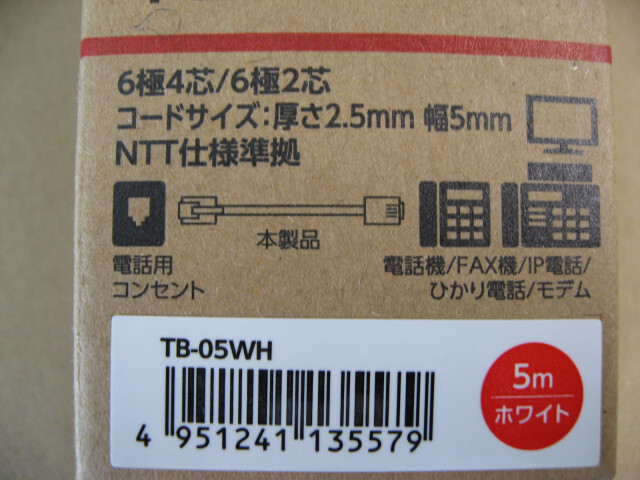 6極4芯/6極2芯
コードサイズ:厚さ2.5mm 幅5mm
NTT仕様準拠
本製品
電話用
コンセント
電話機/FAX機/IP電話/
ひかり電話/モデム
TB-05WH
4 951241 135579
5m
ホワイト